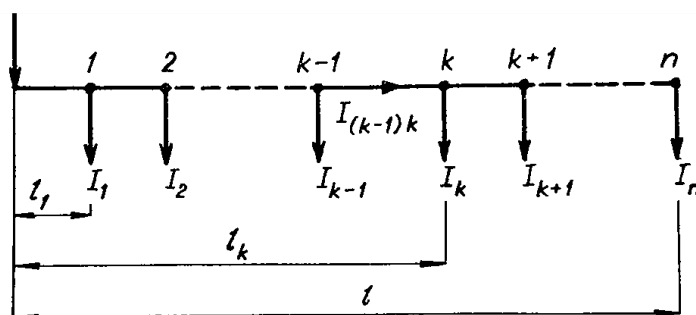 1 2 k-1 k k+1 n
I(k-1)k
I1 I2 Ik-1 Ik Ik+1 In
l1
lk
l